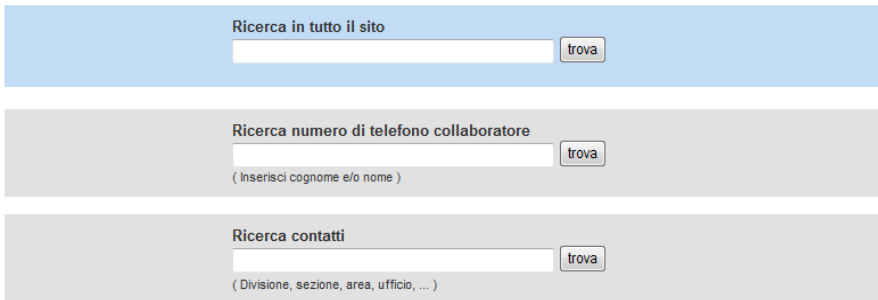 Ricerca in tutto il sito
trova
Ricerca numero di telefono collaboratore
trova
( Inserisci cognome e/o nome )
Ricerca contatti
trova
( Divisione, sezione, area, ufficio, ... )